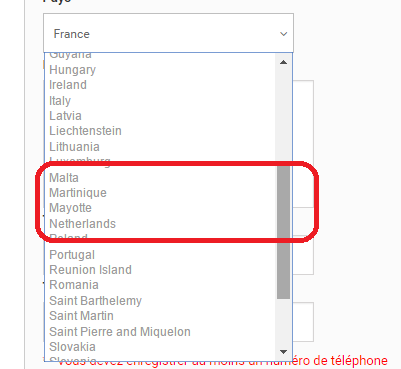 France
Guyana
Hungary
Ireland
Italy
Latvia
Liechtenstein
Lithuania
Luxemburg
Malta
Martinique
Mayotte
Netherlands
Poland
Portugal
Reunion Island
Romania
Saint Barthelemy
Saint Martin
Saint Pierre and Miquelon
Slovakia
Slovenia
vous devez enregistrer au moins un numéro de téléphone